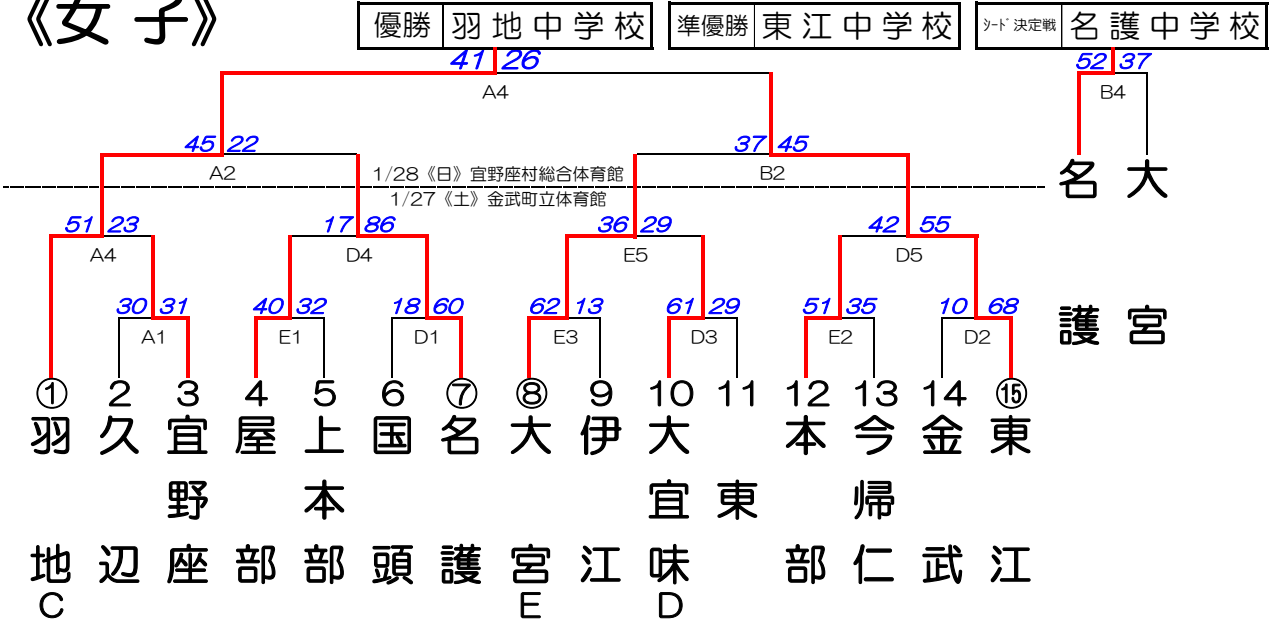 《女 子》
優勝 羽地中学校 準優勝 東江中学校 ｼｰﾄﾞ決定戦 名護中学校
41 26 52 37
A4 B4
45 22 37 45
A2 1/28《日》宜野座村総合体育館 B2
1/27《土》金武町立体育館
名護 大宮
51 23 17 86 36 29 42 55
A4 D4 E5 D5
30 31 40 32 18 60 62 13 61 29 51 35 10 68
A1 E1 D1 E3 D3 E2 D2
① 2 3 4 5 6 ⑦ ⑧ 9 10 11 12 13 14 ⑮
羽地 久辺 宜野座 屋部 上本部 国頭 名護 大宮 伊江 大宜味 東 本部 今帰仁 金武 東江
C E D